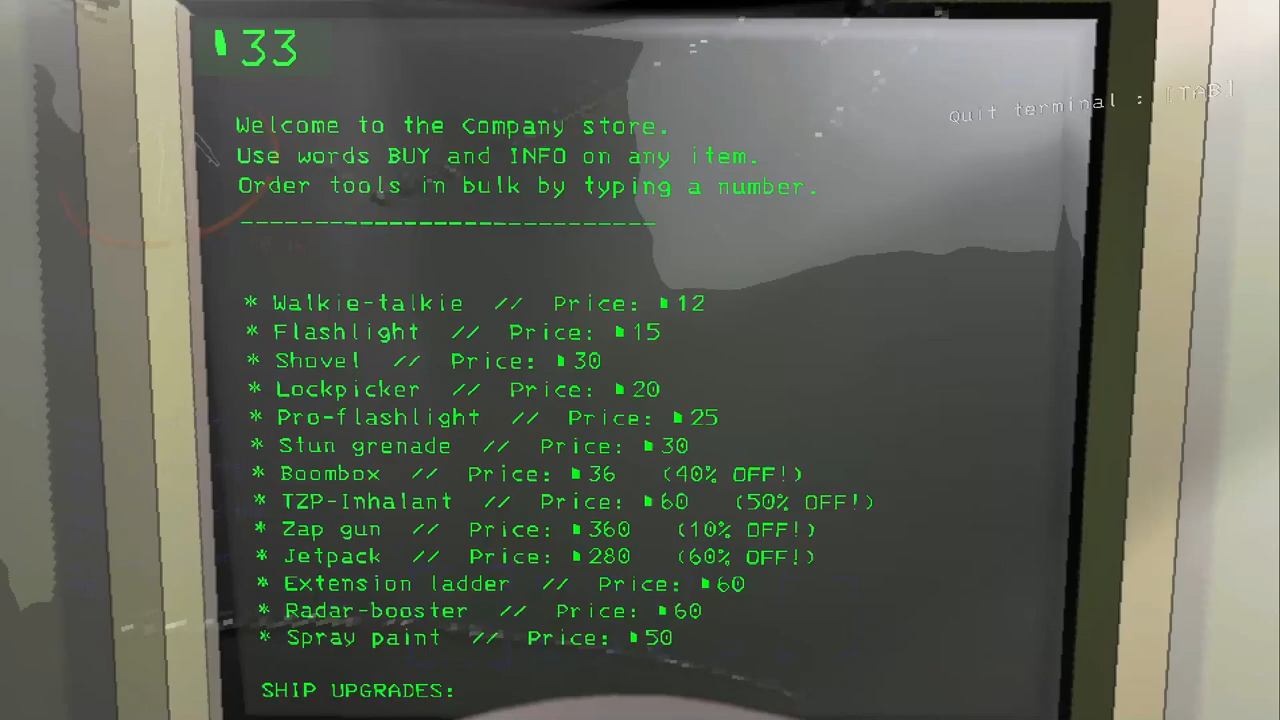 ▮33
Quit terminal : [TAB]
Welcome to the Company store.
Use words BUY and INFO on any item.
Order tools in bulk by typing a number.
----------------------------
* Walkie-talkie // Price: ▮12
* Flashlight // Price: ▮15
* Shovel // Price: ▮30
* Lockpicker // Price: ▮20
* Pro-flashlight // Price: ▮25
* Stun grenade // Price: ▮30
* Boombox // Price: ▮36 (40% OFF!)
* TZP-Inhalant // Price: ▮60 (50% OFF!)
* Zap gun // Price: ▮360 (10% OFF!)
* Jetpack // Price: ▮280 (60% OFF!)
* Extension ladder // Price: ▮60
* Radar-booster // Price: ▮60
* Spray paint // Price: ▮50
SHIP UPGRADES: